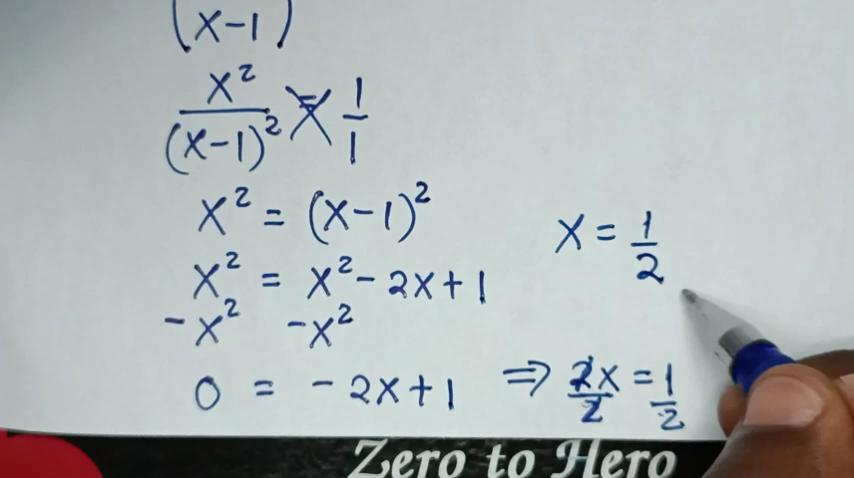 (x-1)
x²/(x-1)² = 1/1
x² = (x-1)²
x² = x² - 2x + 1
-x² -x²
0 = -2x + 1 ⇒ 2x/2 = 1/2
x = 1/2
Zero to Hero